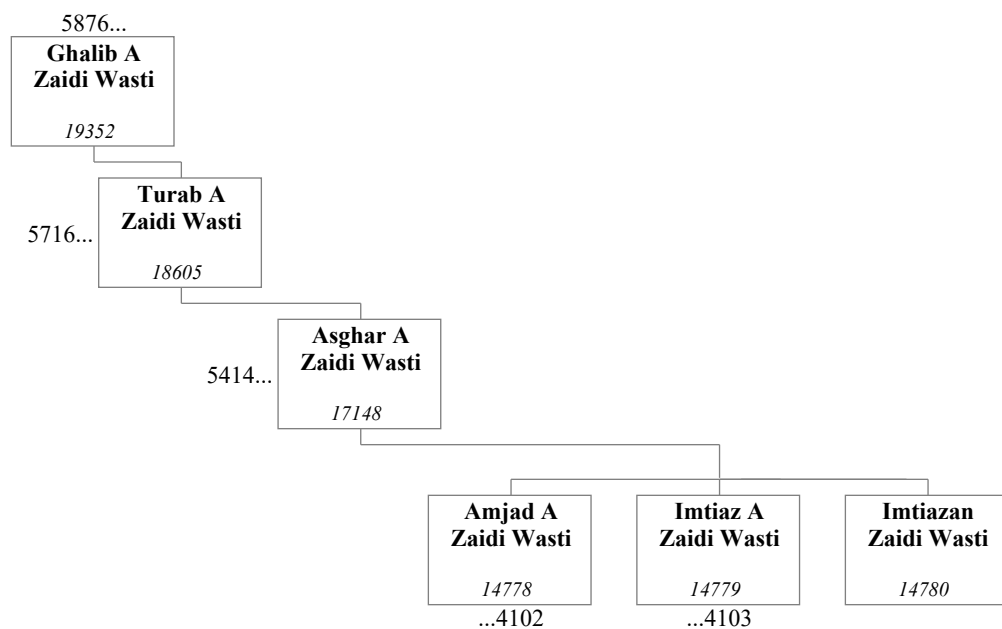 5876...
Ghalib A
Zaidi Wasti
19352
Turab A
Zaidi Wasti
5716...
18605
Asghar A
Zaidi Wasti
5414...
17148
Amjad A
Zaidi Wasti
14778
...4102
Imtiaz A
Zaidi Wasti
14779
...4103
Imtiazan
Zaidi Wasti
14780